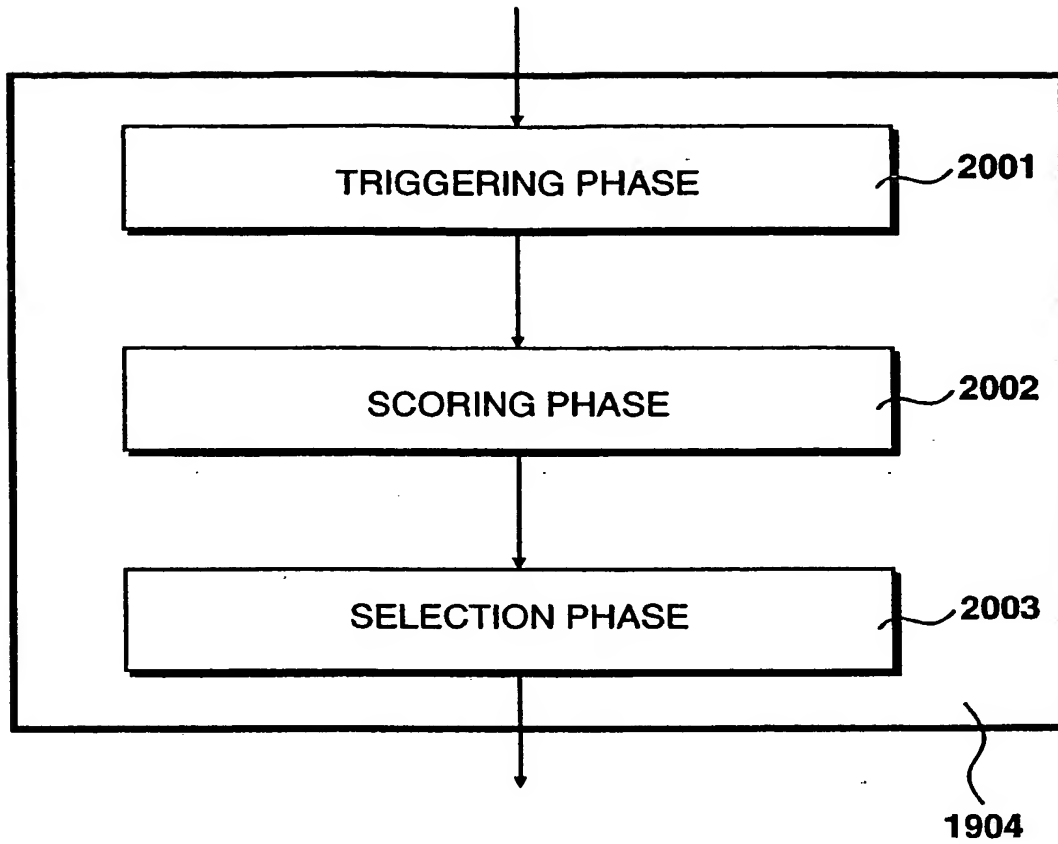 TRIGGERING PHASE
2001
SCORING PHASE
2002
SELECTION PHASE
2003
1904